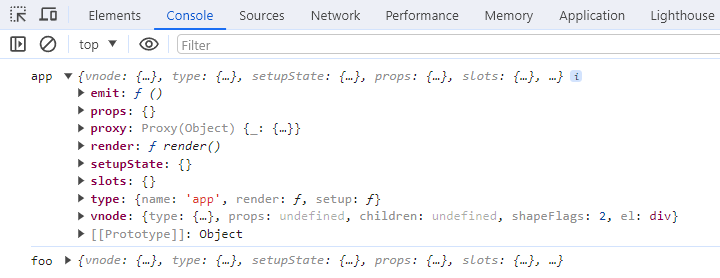 Elements Console Sources Network Performance Memory Application Lighthouse
top ▼ Filter
app ▼ {vnode: {…}, type: {…}, setupState: {…}, props: {…}, slots: {…}, …} i
▶ emit: ƒ ()
▶ props: {}
▶ proxy: Proxy(Object) {_: {…}}
▶ render: ƒ render()
▶ setupState: {}
▶ slots: {}
▶ type: {name: 'app', render: ƒ, setup: ƒ}
▶ vnode: {type: {…}, props: undefined, children: undefined, shapeFlags: 2, el: div}
▶ [[Prototype]]: Object
foo ▶ {vnode: {…}, type: {…}, setupState: {…}, props: {…}, slots: {…}, …}